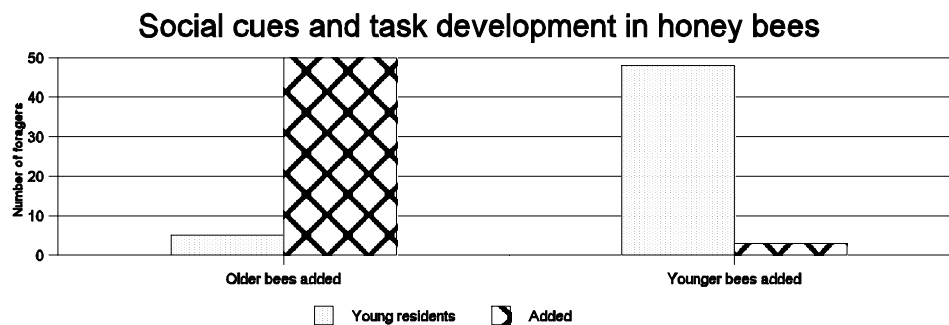 Social cues and task development in honey bees
Number of foragers
50
40
30
20
10
0
Older bees added
Younger bees added
Young residents
Added